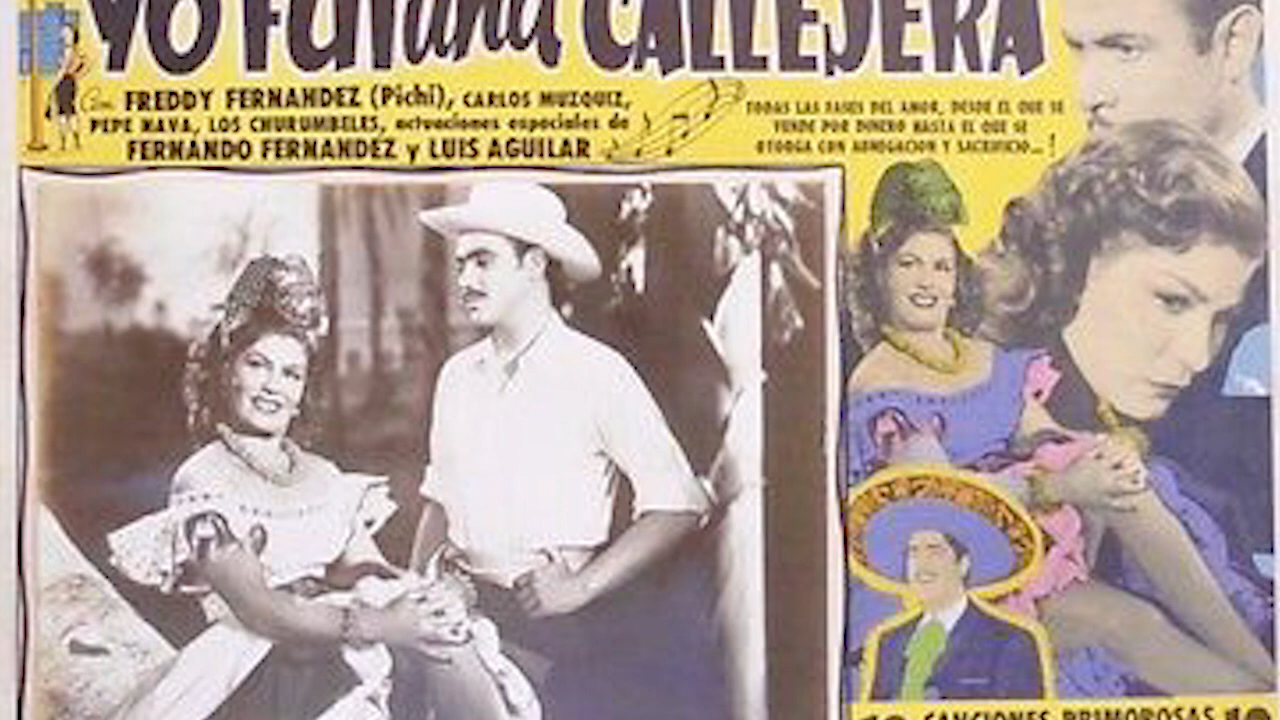 YO FUI una CALLEJERA
Con FREDDY FERNANDEZ (Pichi), CARLOS MUZQUIZ,
PEPE NAVA, LOS CHURUMBELES, actuaciones especiales de
FERNANDO FERNANDEZ y LUIS AGUILAR
TODAS LAS FASES DEL AMOR, DESDE EL QUE SE
VENDE POR DINERO HASTA EL QUE SE
OTORGA CON ABNEGACION Y SACRIFICIO...!
10 CANCIONES PRIMOROSAS 10